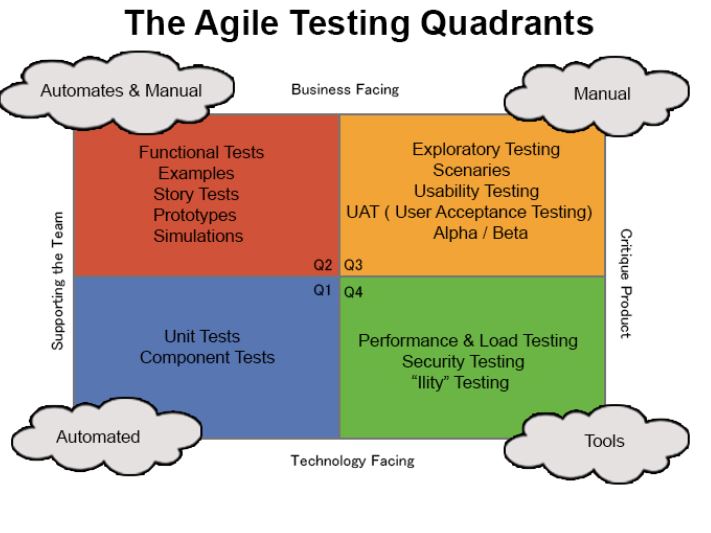 The Agile Testing Quadrants
Automates & Manual
Business Facing
Manual
Functional Tests
Examples
Story Tests
Prototypes
Simulations
Q2
Exploratory Testing
Scenaries
Usability Testing
UAT ( User Acceptance Testing)
Alpha / Beta
Q3
Supporting the Team
Critique Product
Q1
Unit Tests
Component Tests
Q4
Performance & Load Testing
Security Testing
“Ility” Testing
Automated
Technology Facing
Tools